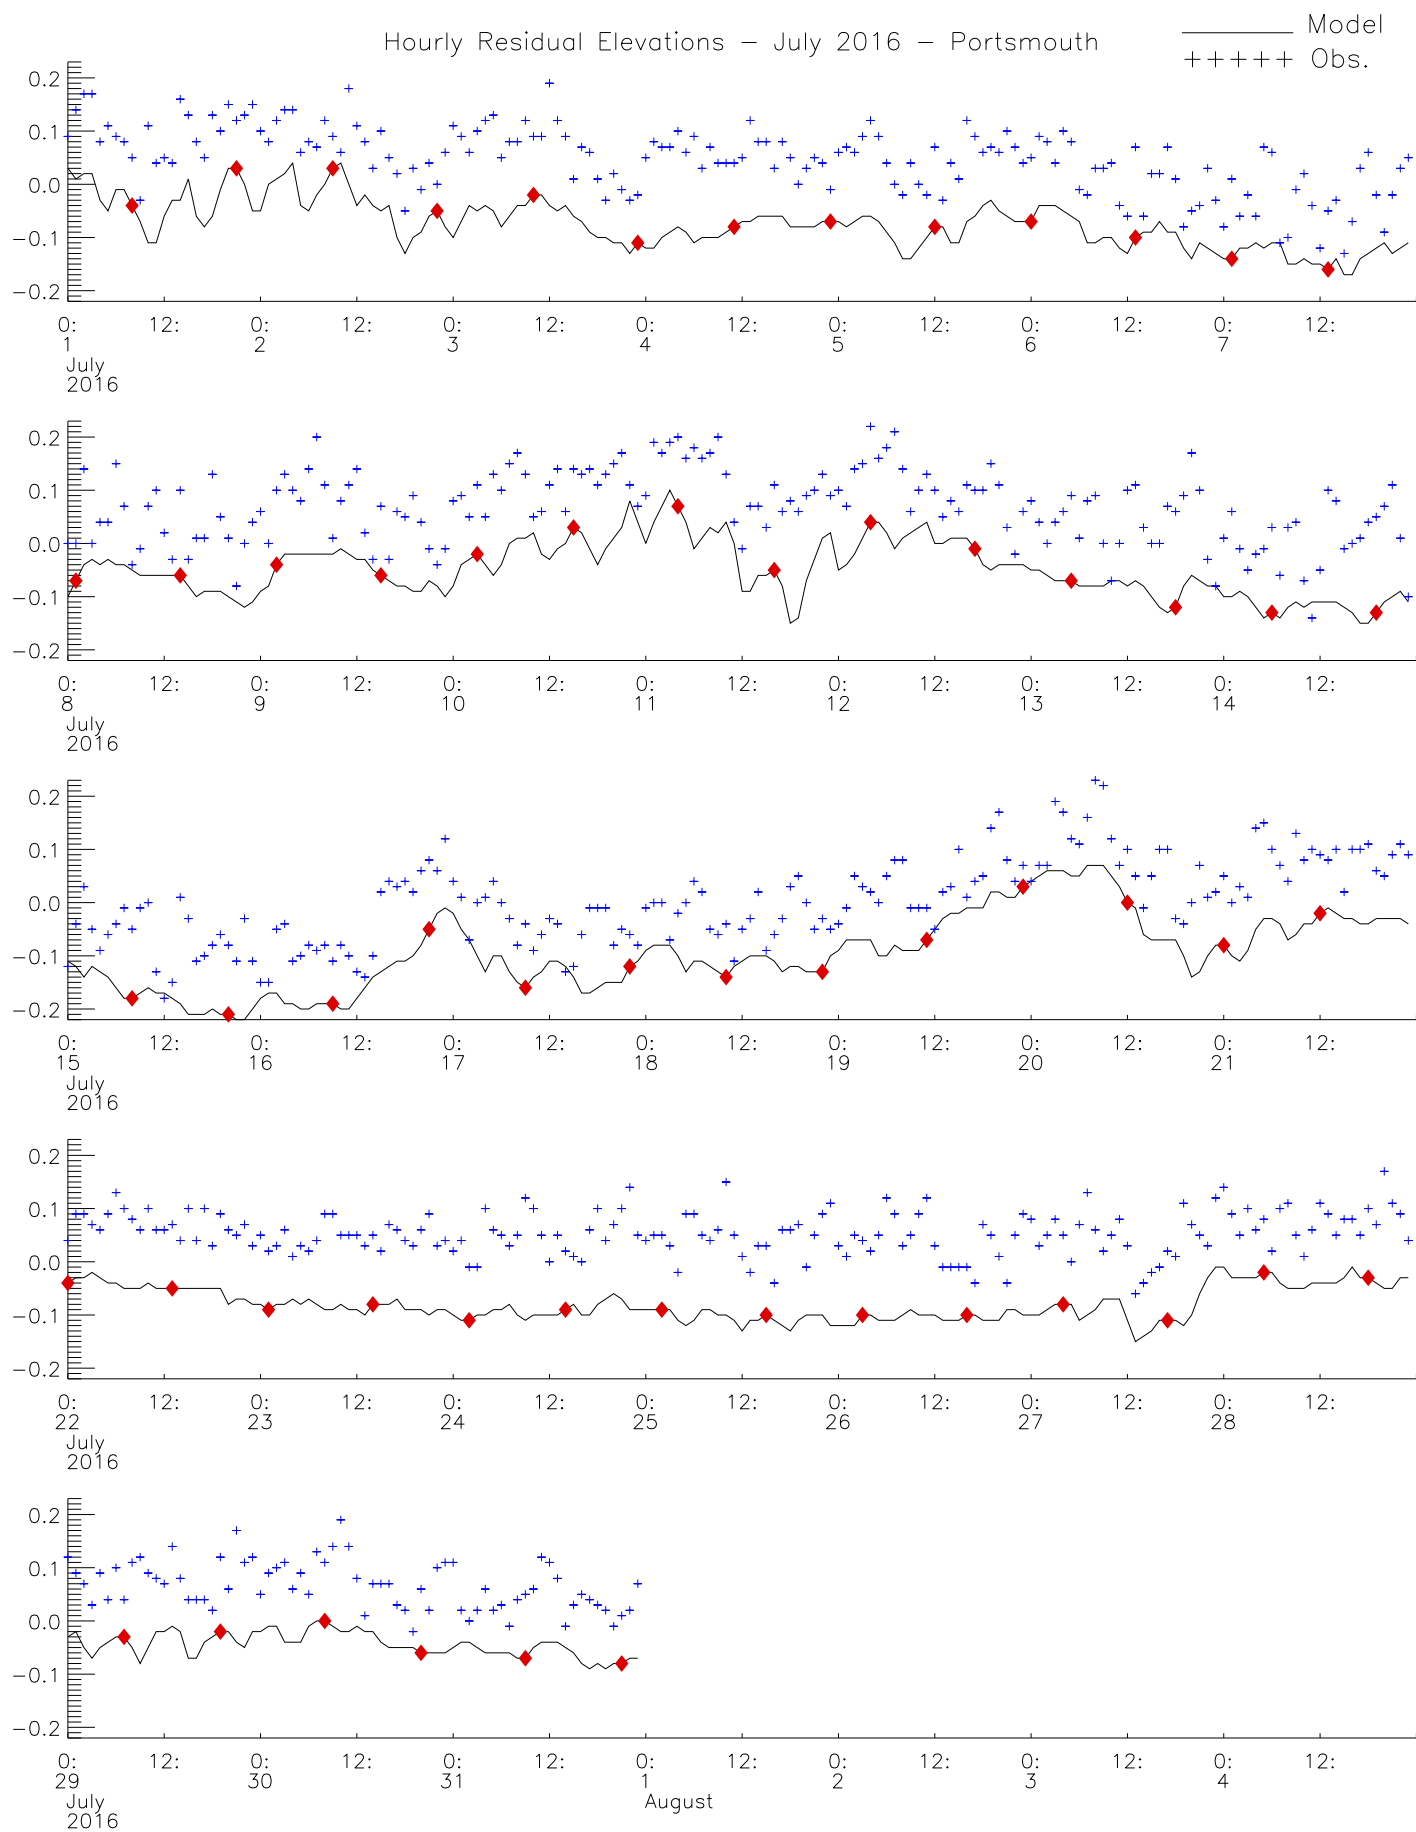 Hourly Residual Elevations − July 2016 − Portsmouth
Model
+++++ Obs.
0.2
0.1
0.0
−0.1
−0.2
0: 12: 0: 12: 0: 12: 0: 12: 0: 12: 0: 12: 0: 12:
1 2 3 4 5 6 7
July
2016
0.2
0.1
0.0
−0.1
−0.2
0: 12: 0: 12: 0: 12: 0: 12: 0: 12: 0: 12: 0: 12:
8 9 10 11 12 13 14
July
2016
0.2
0.1
0.0
−0.1
−0.2
0: 12: 0: 12: 0: 12: 0: 12: 0: 12: 0: 12: 0: 12:
15 16 17 18 19 20 21
July
2016
0.2
0.1
0.0
−0.1
−0.2
0: 12: 0: 12: 0: 12: 0: 12: 0: 12: 0: 12: 0: 12:
22 23 24 25 26 27 28
July
2016
0.2
0.1
0.0
−0.1
−0.2
0: 12: 0: 12: 0: 12: 0: 12: 0: 12: 0: 12: 0: 12:
29 30 31 1 2 3 4
July August
2016